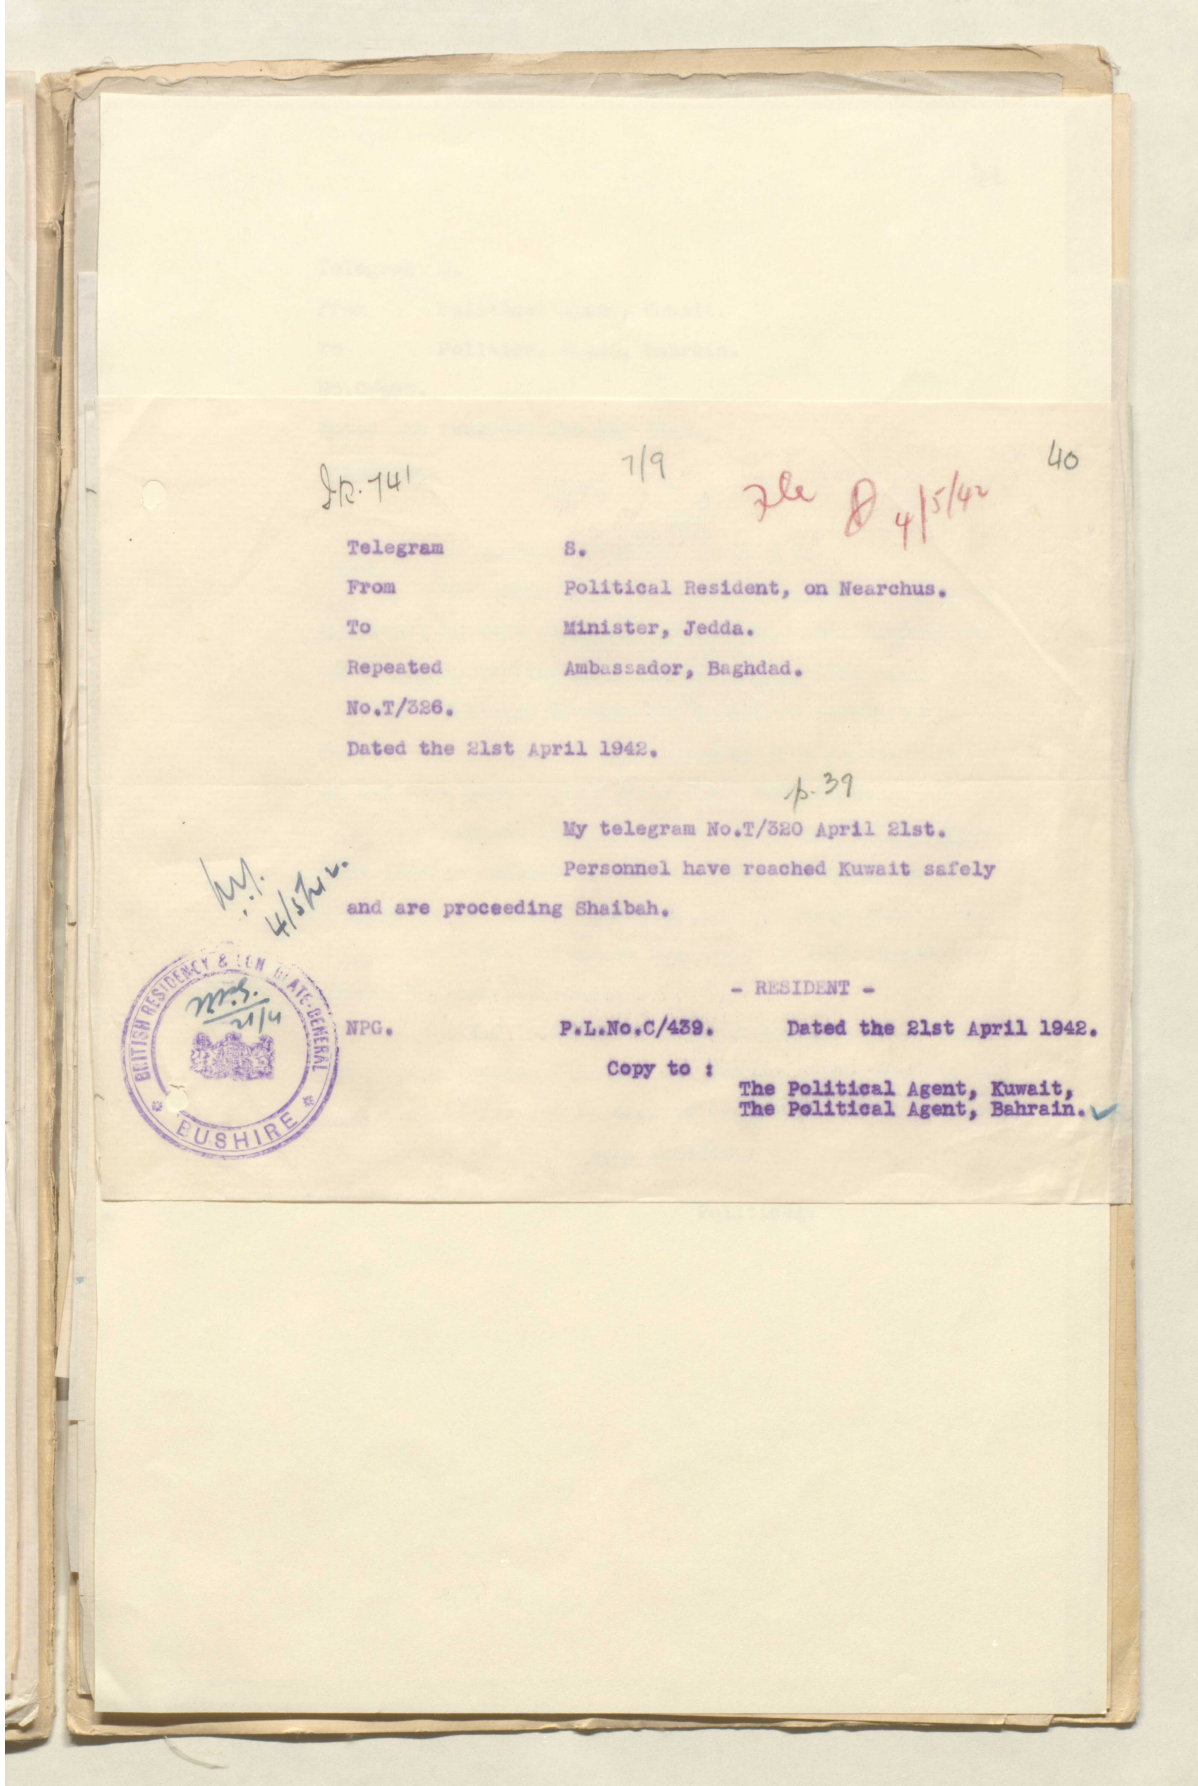 40
7/9
4/5/42
Telegram S.
From Political Resident, on Nearchus.
To Minister, Jedda.
Repeated Ambassador, Baghdad.
No.T/326.
Dated the 21st April 1942.
p. 39
My telegram No.T/320 April 21st.
Personnel have reached Kuwait safely
and are proceeding Shaibah.
BRITISH RESIDENCY & CONSULATE-GENERAL
BUSHIRE
- RESIDENT -
NPG. P.L.No.C/439. Dated the 21st April 1942.
Copy to :
The Political Agent, Kuwait,
The Political Agent, Bahrain.